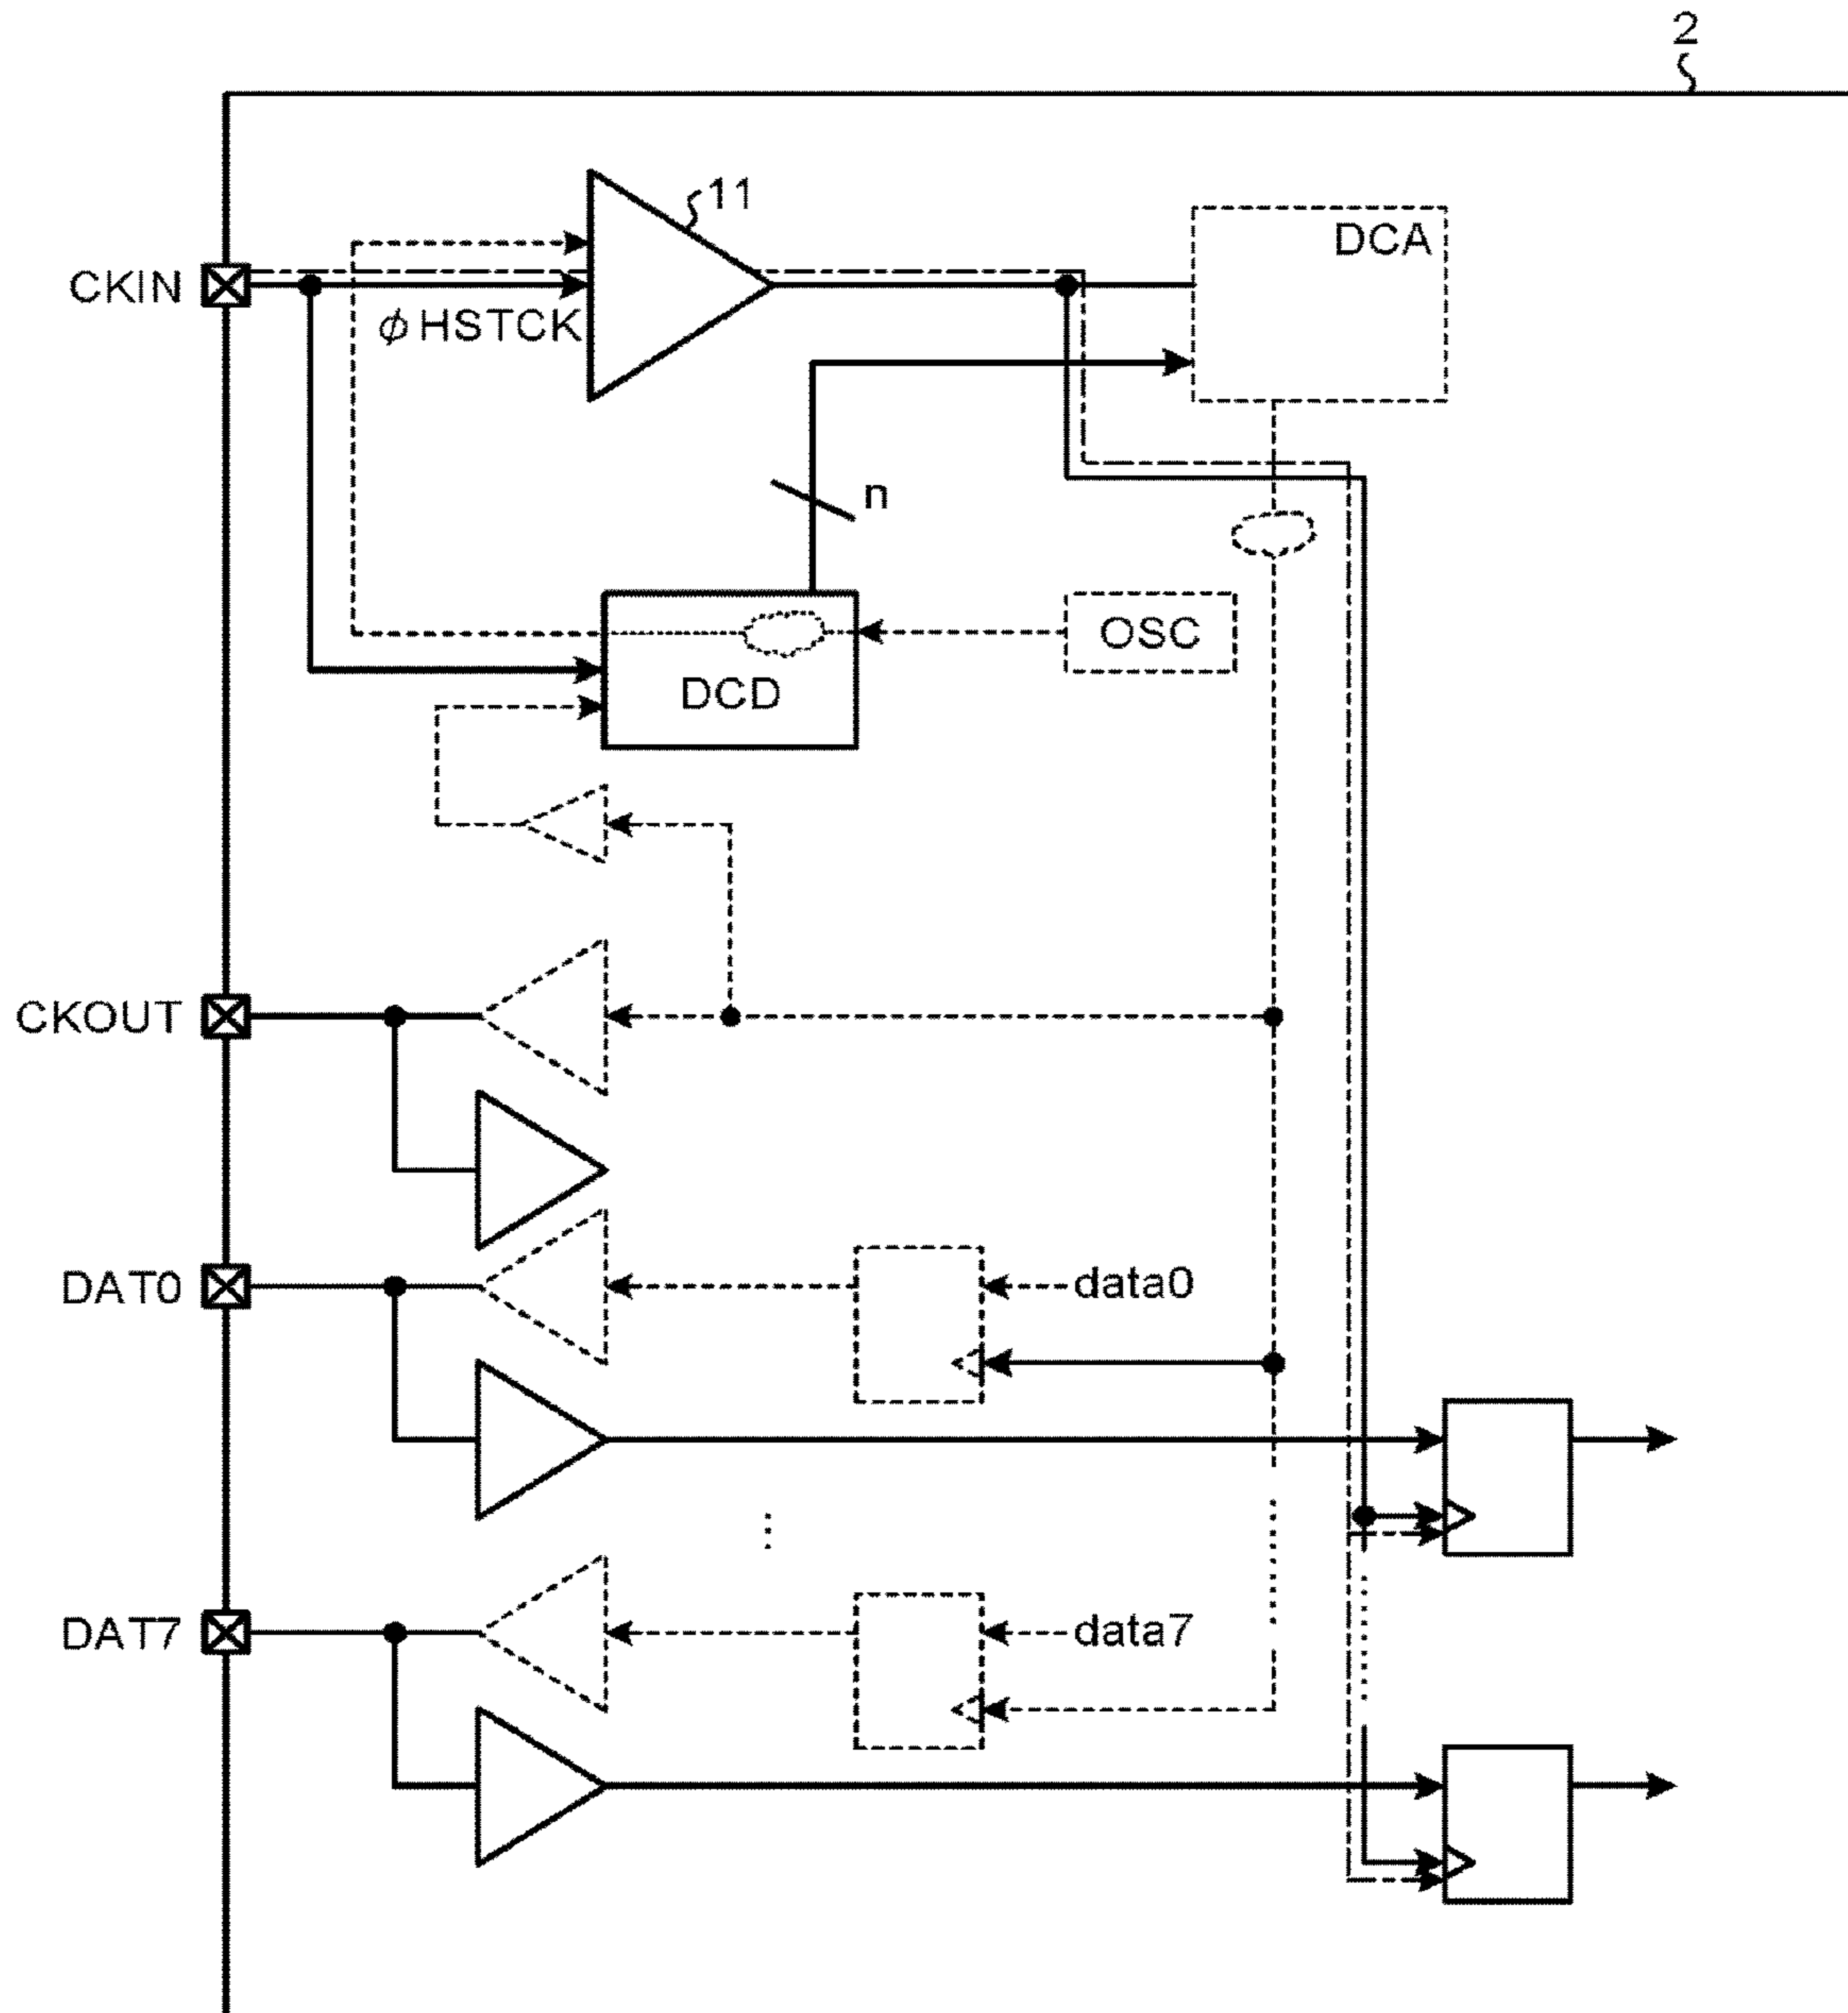 2
11
DCA
CKIN
ϕHSTCK
n
OSC
DCD
CKOUT
DAT0
data0
DAT7
data7